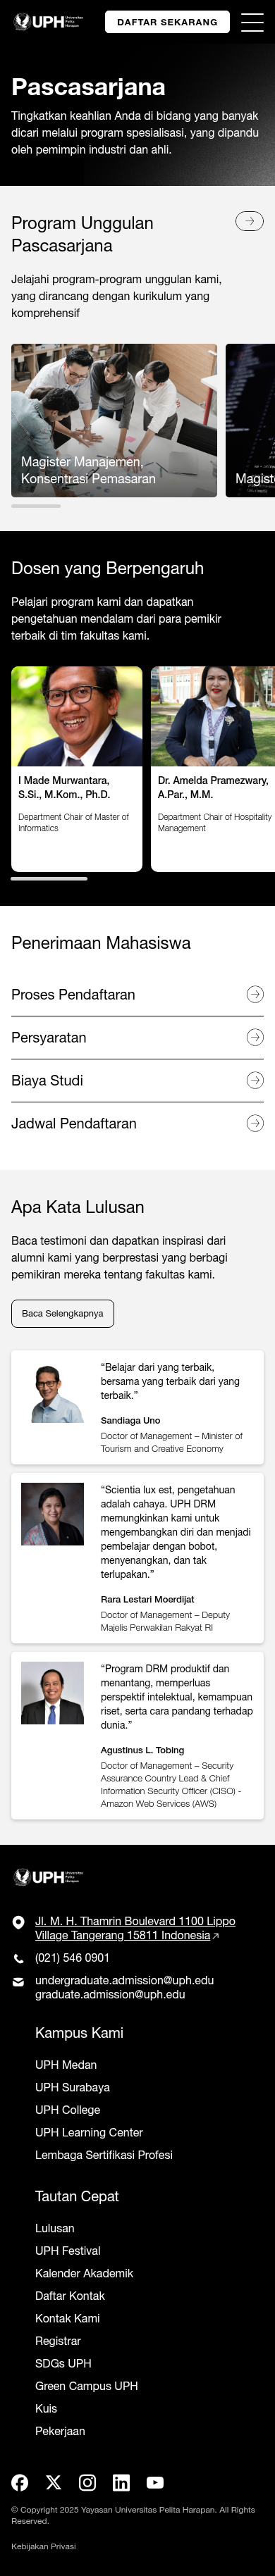 UPH Universitas Pelita Harapan
DAFTAR SEKARANG
Pascasarjana
Tingkatkan keahlian Anda di bidang yang banyak
dicari melalui program spesialisasi, yang dipandu
oleh pemimpin industri dan ahli.
Program Unggulan
Pascasarjana
Jelajahi program-program unggulan kami,
yang dirancang dengan kurikulum yang
komprehensif
Magister Manajemen,
Konsentrasi Pemasaran
Magiste
Dosen yang Berpengaruh
Pelajari program kami dan dapatkan
pengetahuan mendalam dari para pemikir
terbaik di tim fakultas kami.
I Made Murwantara,
S.Si., M.Kom., Ph.D.
Department Chair of Master of
Informatics
Dr. Amelda Pramezwary,
A.Par., M.M.
Department Chair of Hospitality
Management
Penerimaan Mahasiswa
Proses Pendaftaran
Persyaratan
Biaya Studi
Jadwal Pendaftaran
Apa Kata Lulusan
Baca testimoni dan dapatkan inspirasi dari
alumni kami yang berprestasi yang berbagi
pemikiran mereka tentang fakultas kami.
Baca Selengkapnya
“Belajar dari yang terbaik,
bersama yang terbaik dari yang
terbaik.”
Sandiaga Uno
Doctor of Management – Minister of
Tourism and Creative Economy
“Scientia lux est, pengetahuan
adalah cahaya. UPH DRM
memungkinkan kami untuk
mengembangkan diri dan menjadi
pembelajar dengan bobot,
menyenangkan, dan tak
terlupakan.”
Rara Lestari Moerdijat
Doctor of Management – Deputy
Majelis Perwakilan Rakyat RI
“Program DRM produktif dan
menantang, memperluas
perspektif intelektual, kemampuan
riset, serta cara pandang terhadap
dunia.”
Agustinus L. Tobing
Doctor of Management – Security
Assurance Country Lead & Chief
Information Security Officer (CISO) -
Amazon Web Services (AWS)
UPH Universitas Pelita Harapan
Jl. M. H. Thamrin Boulevard 1100 Lippo
Village Tangerang 15811 Indonesia
(021) 546 0901
undergraduate.admission@uph.edu
graduate.admission@uph.edu
Kampus Kami
UPH Medan
UPH Surabaya
UPH College
UPH Learning Center
Lembaga Sertifikasi Profesi
Tautan Cepat
Lulusan
UPH Festival
Kalender Akademik
Daftar Kontak
Kontak Kami
Registrar
SDGs UPH
Green Campus UPH
Kuis
Pekerjaan
© Copyright 2025 Yayasan Universitas Pelita Harapan. All Rights
Reserved.
Kebijakan Privasi